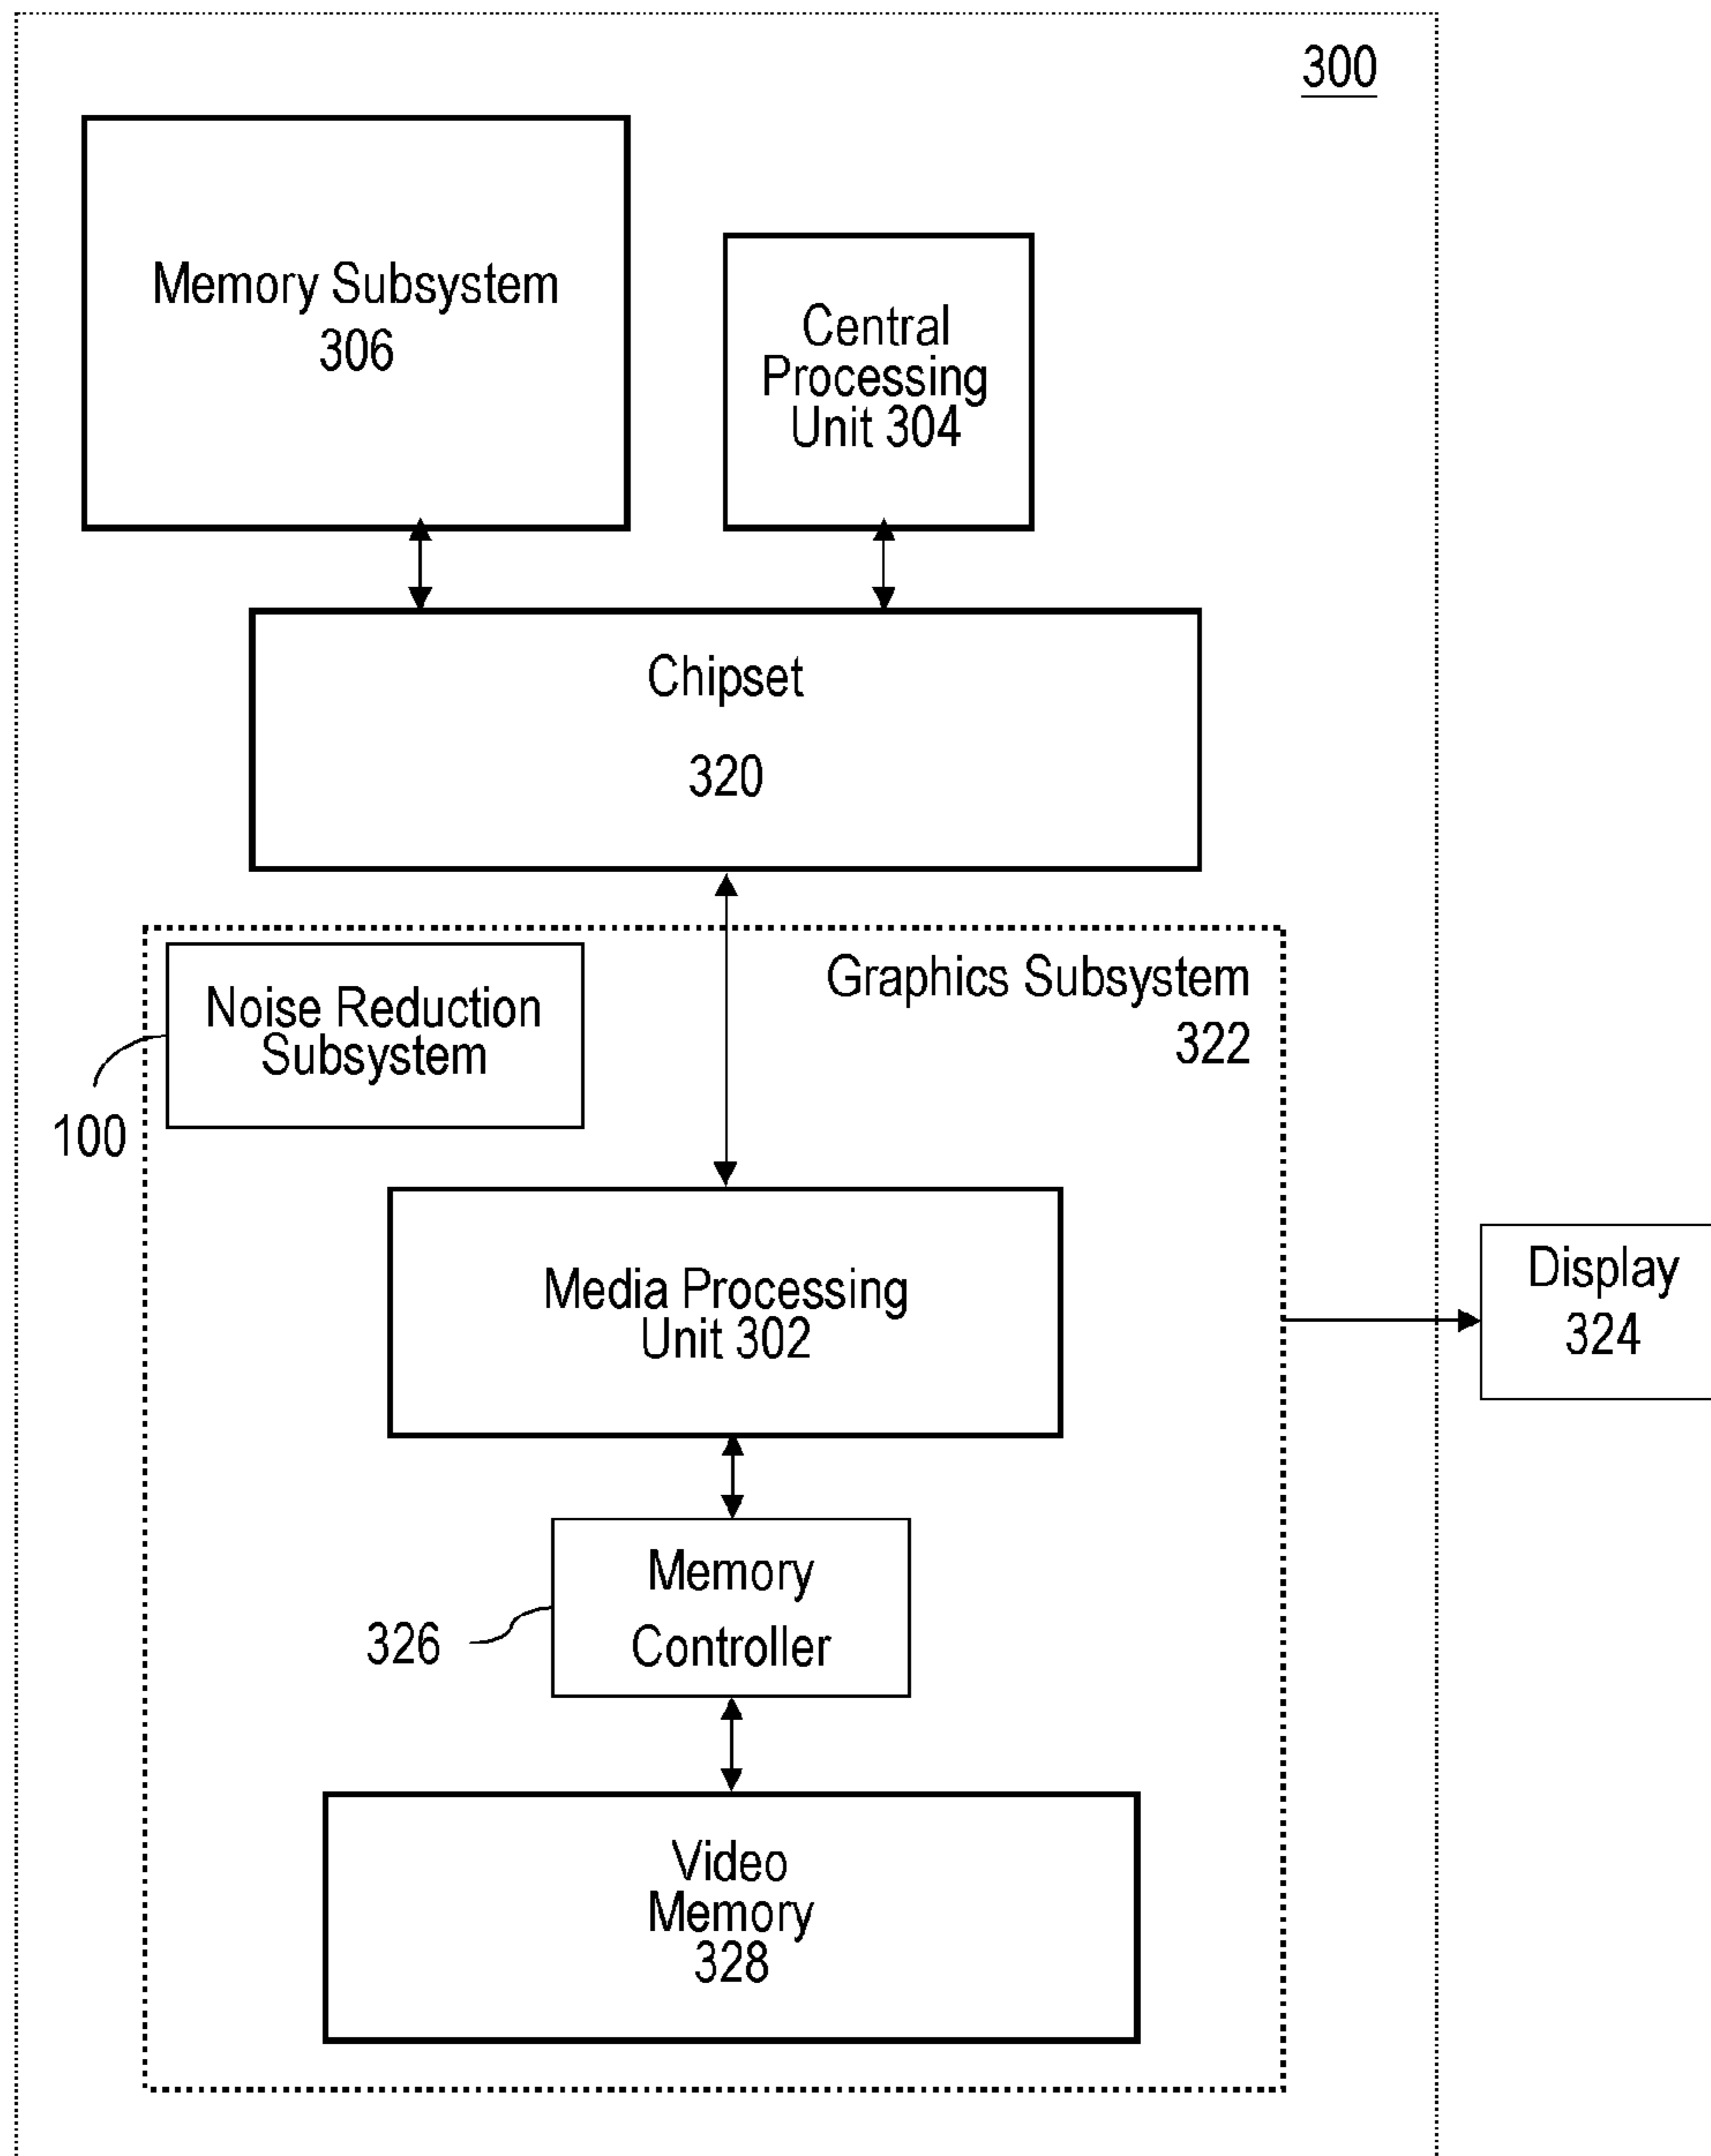 300
Memory Subsystem
306
Central
Processing
Unit 304
Chipset
320
Noise Reduction
Subsystem
100
Graphics Subsystem
322
Media Processing
Unit 302
Display
324
Memory
Controller
326
Video
Memory
328